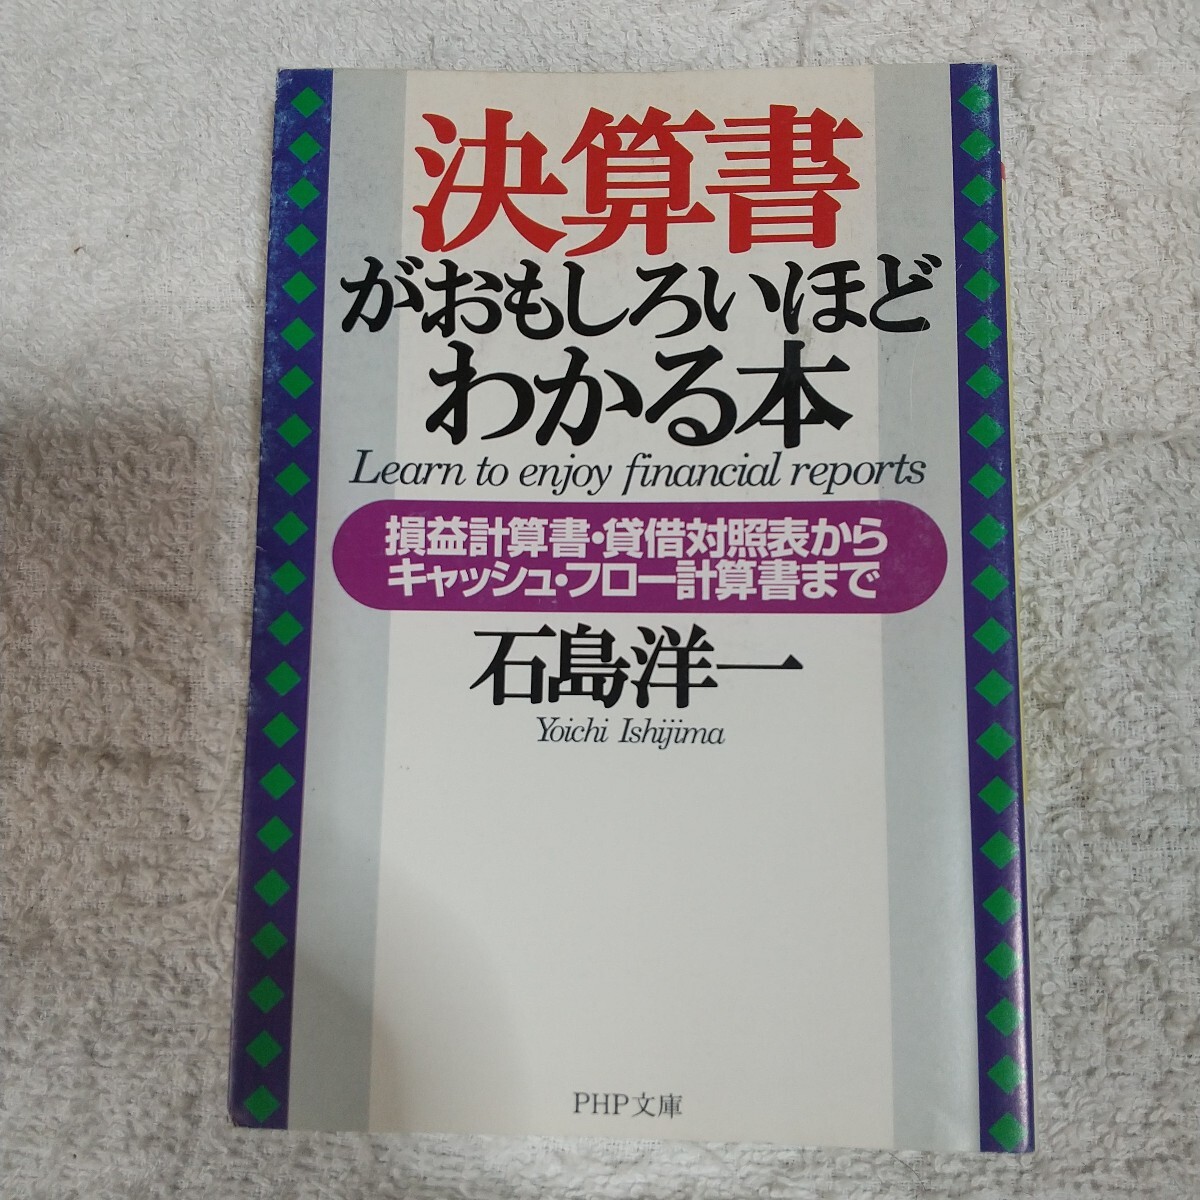 決算書
がおもしろいほど
わかる本
Learn to enjoy financial reports
損益計算書・貸借対照表から
キャッシュ・フロー計算書まで
石島洋一
Yoichi Ishijima
PHP文庫